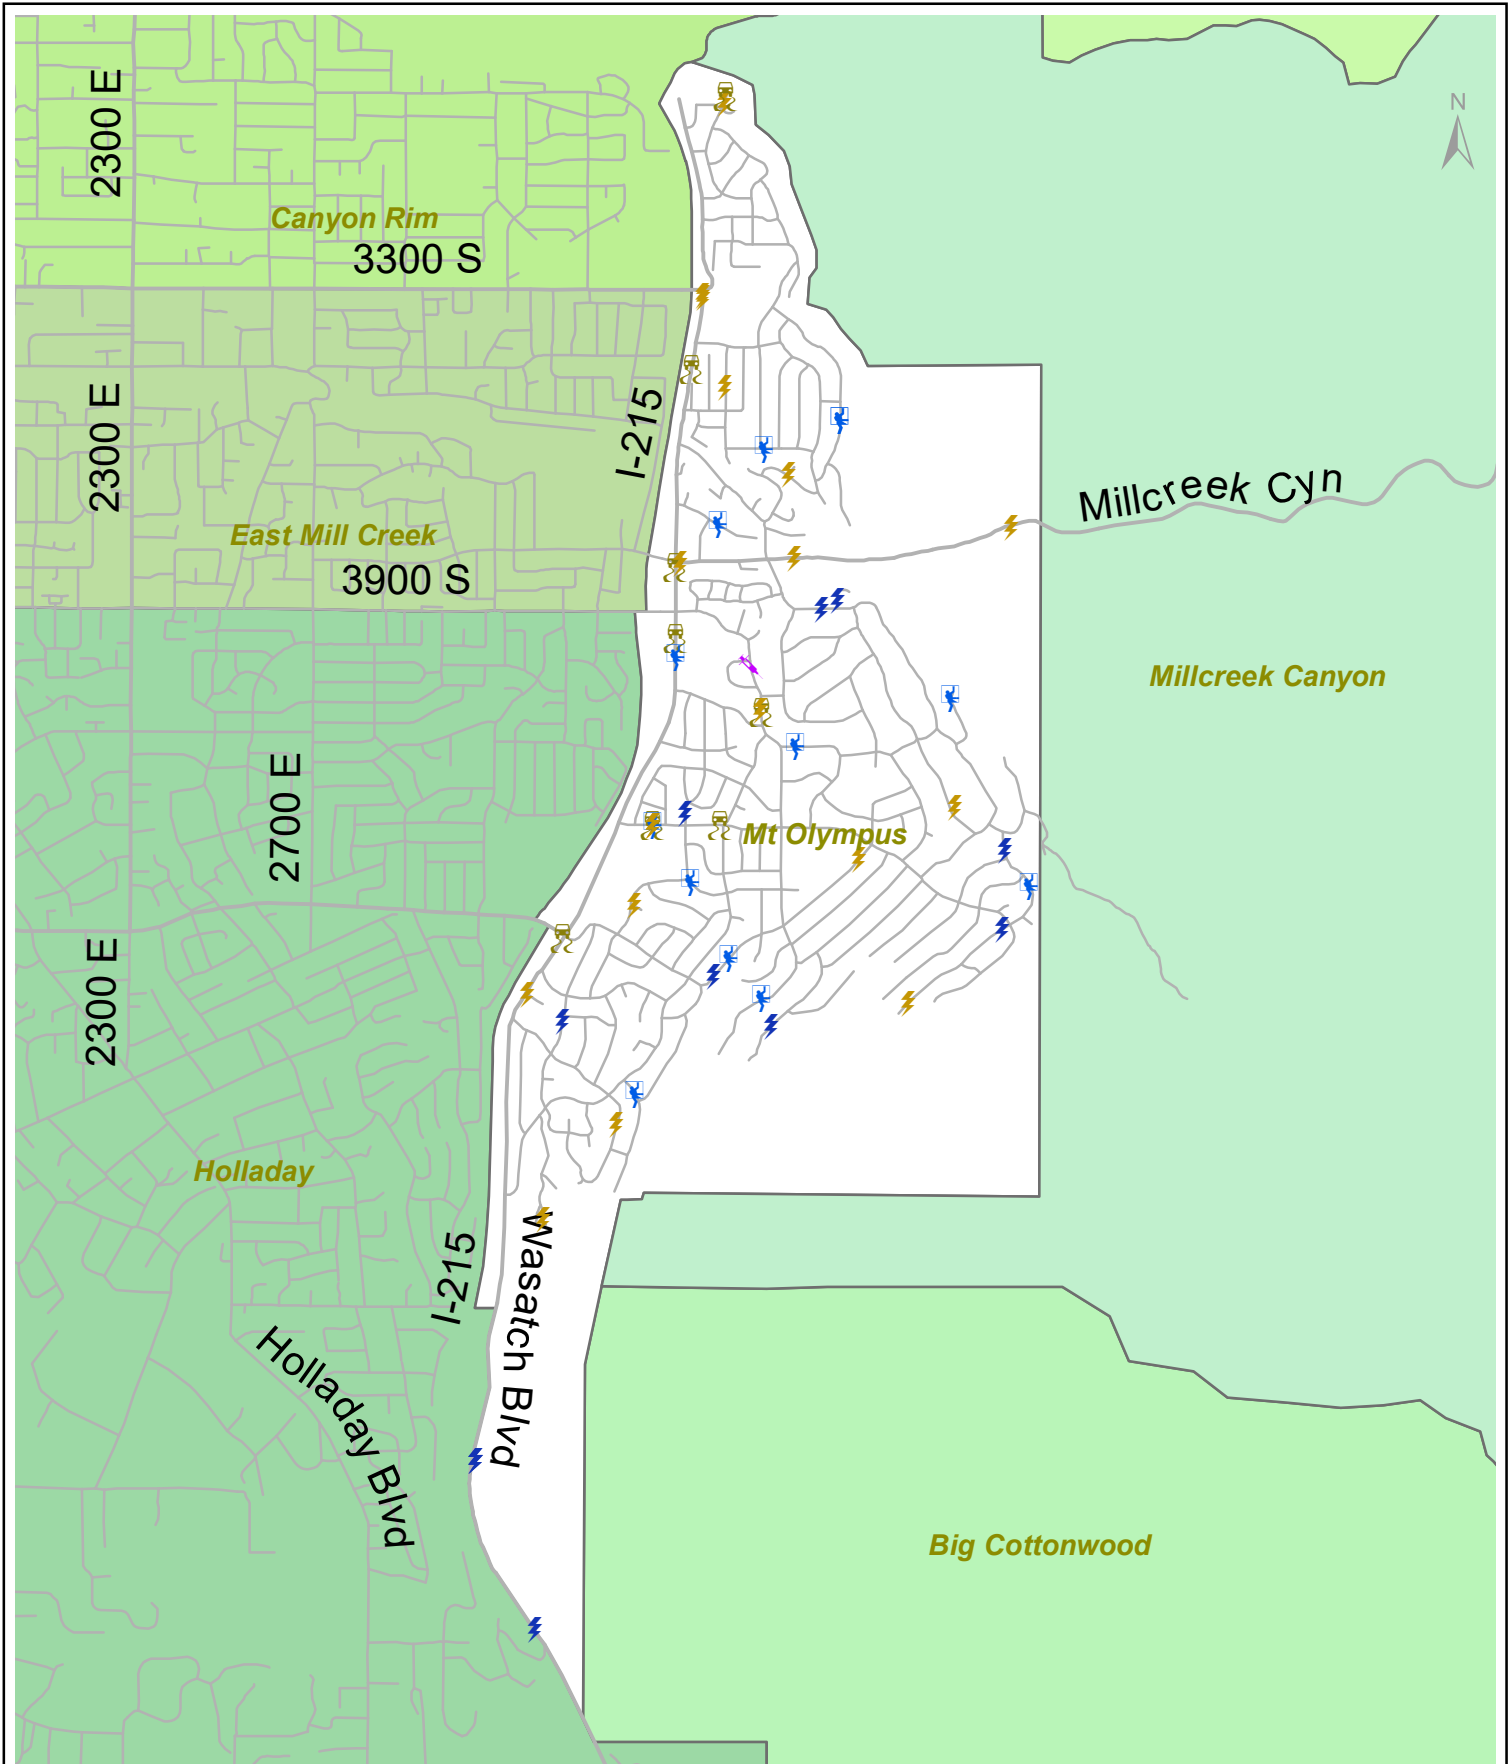 N
2300 E
Canyon Rim
3300 S
2300 E
I-215
Millcreek Cyn
East Mill Creek
3900 S
Millcreek Canyon
2700 E
Mt Olympus
2300 E
Holladay
I-215
Wasatch Blvd
Holladay Blvd
Big Cottonwood